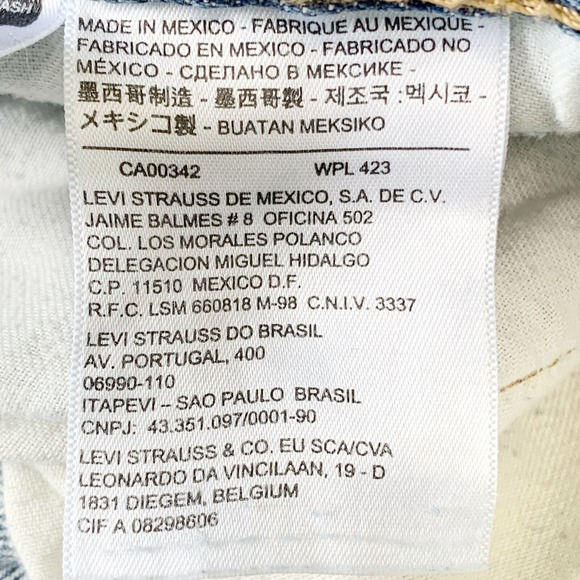 ASH
MADE IN MEXICO - FABRIQUE AU MEXIQUE -
FABRICADO EN MEXICO - FABRICADO NO
MÉXICO - СДЕЛАНО В МЕКСИКЕ -
墨西哥制造 - 墨西哥製 - 제조국 :멕시코 -
メキシコ製 - BUATAN MEKSIKO
CA00342 WPL 423
LEVI STRAUSS DE MEXICO, S.A. DE C.V.
JAIME BALMES # 8 OFICINA 502
COL. LOS MORALES POLANCO
DELEGACION MIGUEL HIDALGO
C.P. 11510 MEXICO D.F.
R.F.C. LSM 660818 M-98 C.N.I.V. 3337
LEVI STRAUSS DO BRASIL
AV. PORTUGAL, 400
06990-110
ITAPEVI – SAO PAULO BRASIL
CNPJ: 43.351.097/0001-90
LEVI STRAUSS & CO. EU SCA/CVA
LEONARDO DA VINCILAAN, 19 - D
1831 DIEGEM, BELGIUM
CIF A 08298606